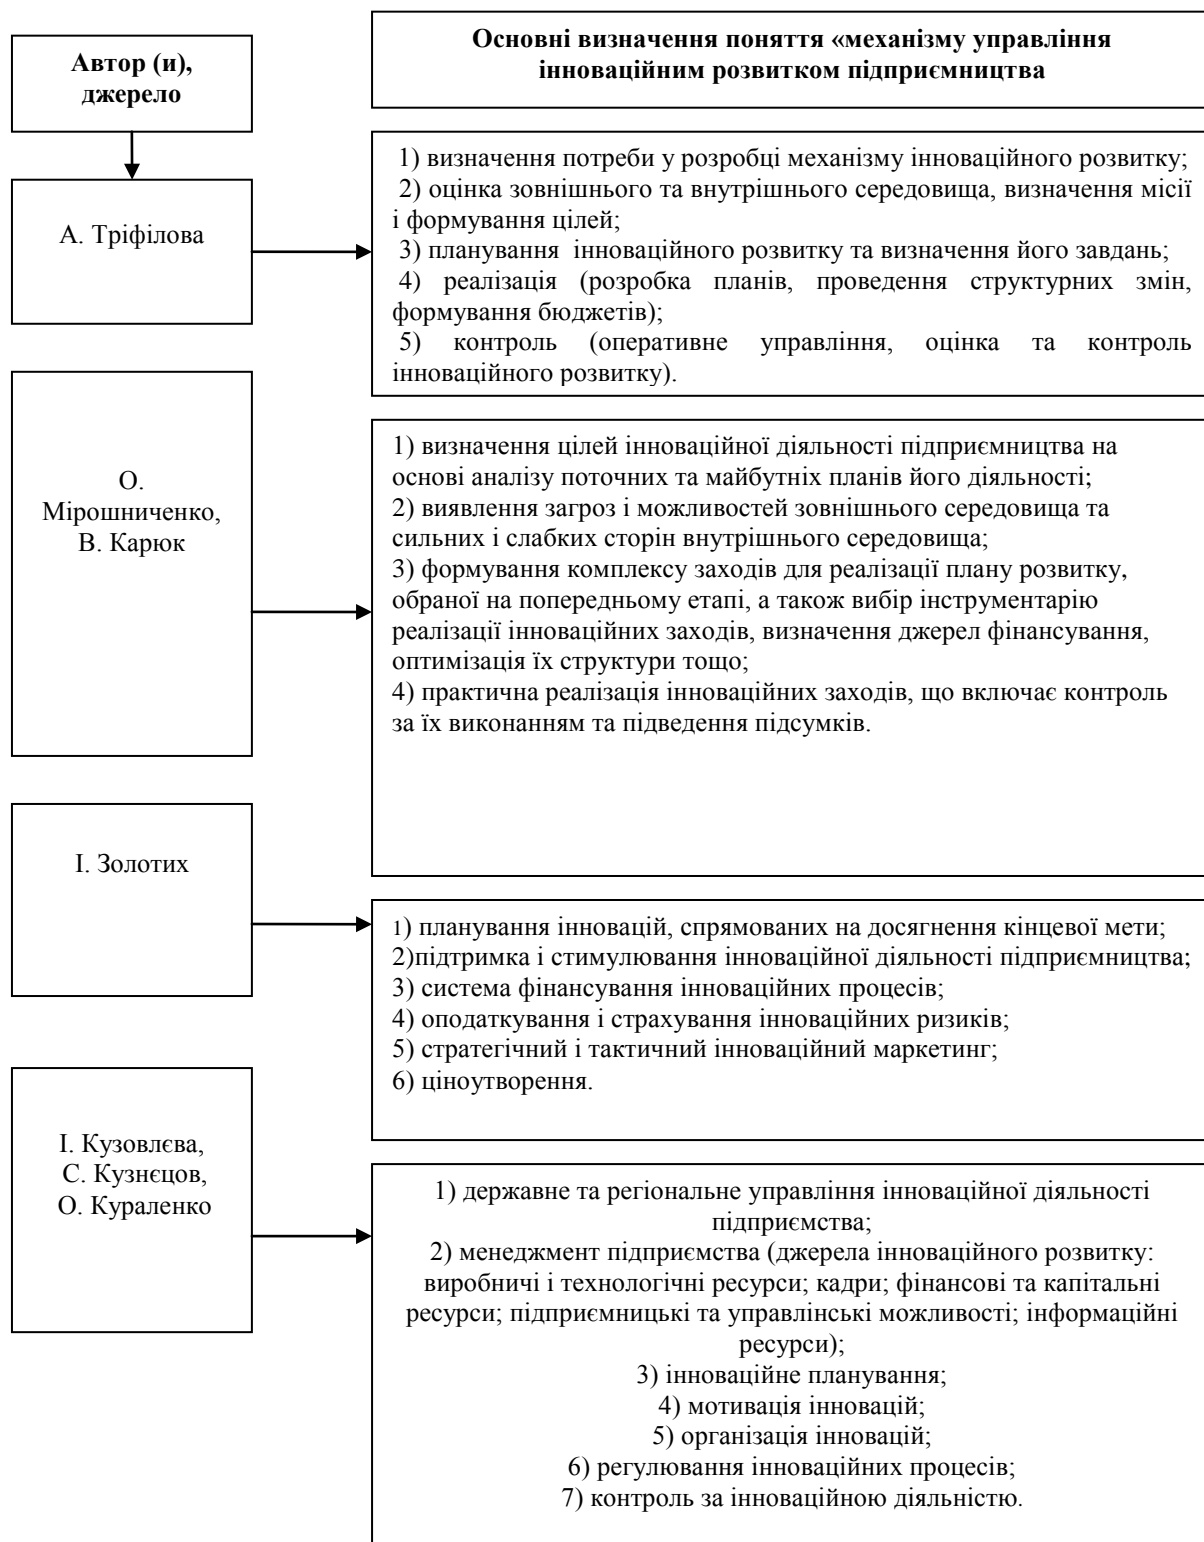 Автор (и),
джерело
Основні визначення поняття «механізму управління
інноваційним розвитком підприємництва
А. Тріфілова
1) визначення потреби у розробці механізму інноваційного розвитку;
2) оцінка зовнішнього та внутрішнього середовища, визначення місії
і формування цілей;
3) планування інноваційного розвитку та визначення його завдань;
4) реалізація (розробка планів, проведення структурних змін,
формування бюджетів);
5) контроль (оперативне управління, оцінка та контроль
інноваційного розвитку).
О.
Мірошниченко,
В. Карюк
1) визначення цілей інноваційної діяльності підприємництва на
основі аналізу поточних та майбутніх планів його діяльності;
2) виявлення загроз і можливостей зовнішнього середовища та
сильних і слабких сторін внутрішнього середовища;
3) формування комплексу заходів для реалізації плану розвитку,
обраної на попередньому етапі, а також вибір інструментарію
реалізації інноваційних заходів, визначення джерел фінансування,
оптимізація їх структури тощо;
4) практична реалізація інноваційних заходів, що включає контроль
за їх виконанням та підведення підсумків.
І. Золотих
1) планування інновацій, спрямованих на досягнення кінцевої мети;
2)підтримка і стимулювання інноваційної діяльності підприємництва;
3) система фінансування інноваційних процесів;
4) оподаткування і страхування інноваційних ризиків;
5) стратегічний і тактичний інноваційний маркетинг;
6) ціноутворення.
І. Кузовлєва,
С. Кузнєцов,
О. Кураленко
1) державне та регіональне управління інноваційної діяльності
підприємства;
2) менеджмент підприємства (джерела інноваційного розвитку:
виробничі і технологічні ресурси; кадри; фінансові та капітальні
ресурси; підприємницькі та управлінські можливості; інформаційні
ресурси);
3) інноваційне планування;
4) мотивація інновацій;
5) організація інновацій;
6) регулювання інноваційних процесів;
7) контроль за інноваційною діяльністю.